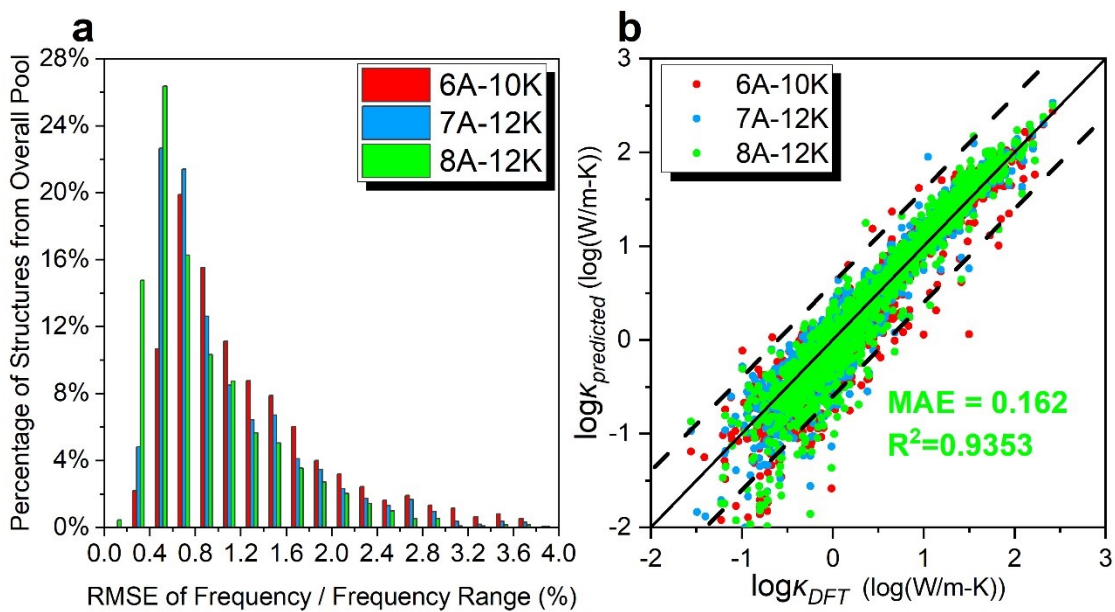 a
28%
24%
20%
16%
12%
8%
4%
0%
Percentage of Structures from Overall Pool
6A-10K
7A-12K
8A-12K
0.0 0.4 0.8 1.2 1.6 2.0 2.4 2.8 3.2 3.6 4.0
RMSE of Frequency / Frequency Range (%)
b
3
2
1
0
-1
-2
logκpredicted (log(W/m-K))
6A-10K
7A-12K
8A-12K
MAE = 0.162
R²=0.9353
-2 -1 0 1 2 3
logκDFT (log(W/m-K))